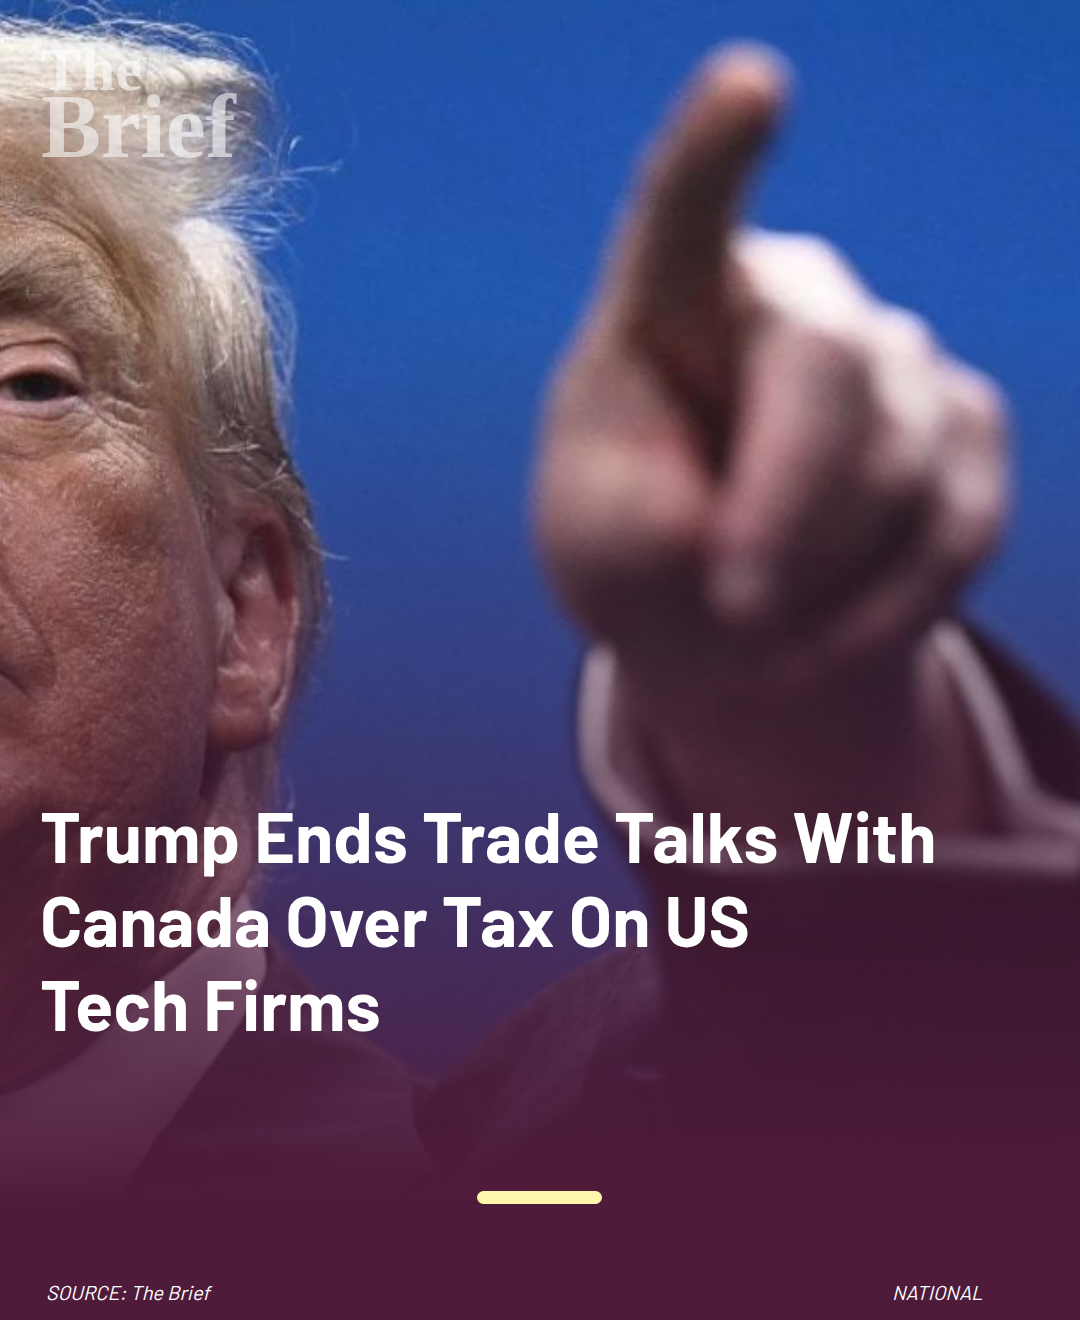 The
Brief
Trump Ends Trade Talks With
Canada Over Tax On US
Tech Firms
SOURCE: The Brief
NATIONAL